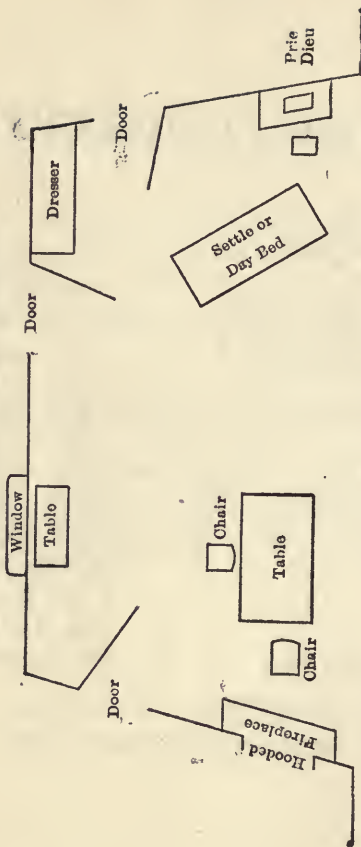 Door
Window
Table
Dresser
Door
Door
Chair
Table
Chair
Hooded
Fireplace
Settle or
Day Bed
Prie
Dieu